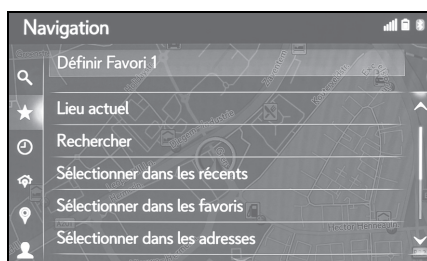 Navigation
Définir Favori 1
Lieu actuel
Rechercher
Sélectionner dans les récents
Sélectionner dans les favoris
Sélectionner dans les adresses